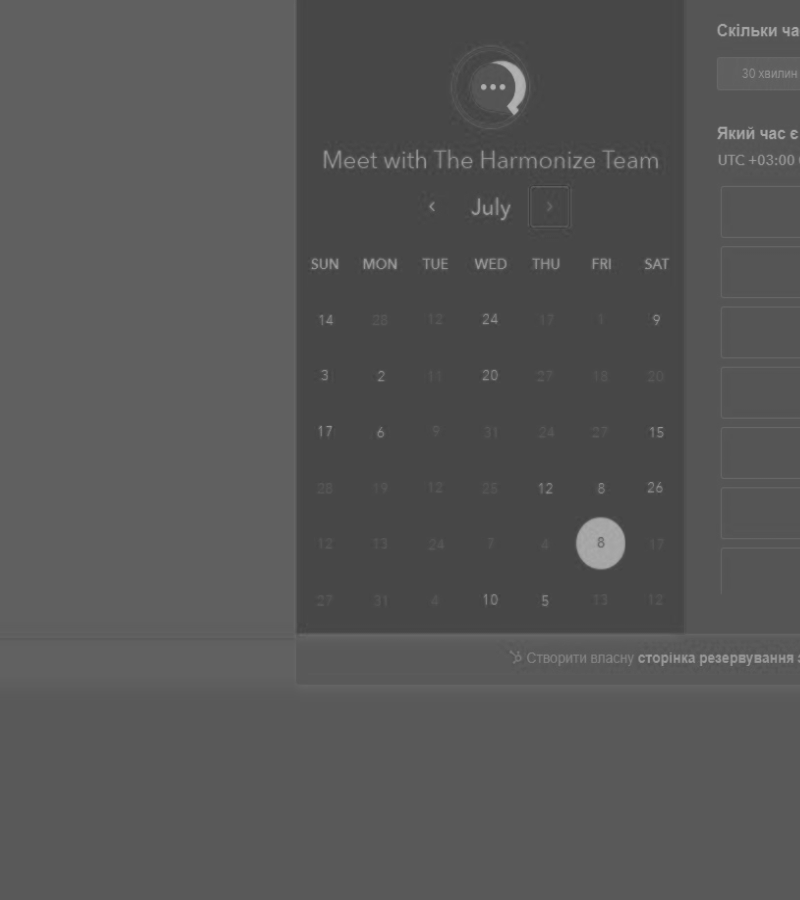 Meet with The Harmonize Team
July
SUN MON TUE WED THU FRI SAT
14 28 12 24 17 1 9
3 2 11 20 27 18 20
17 6 9 31 24 27 15
28 19 12 25 12 8 26
12 13 24 7 4 8 17
27 31 4 10 5 13 12
Скільки ча
30 хвилин
Який час є
UTC +03:00
Створити власну сторінка резервування з